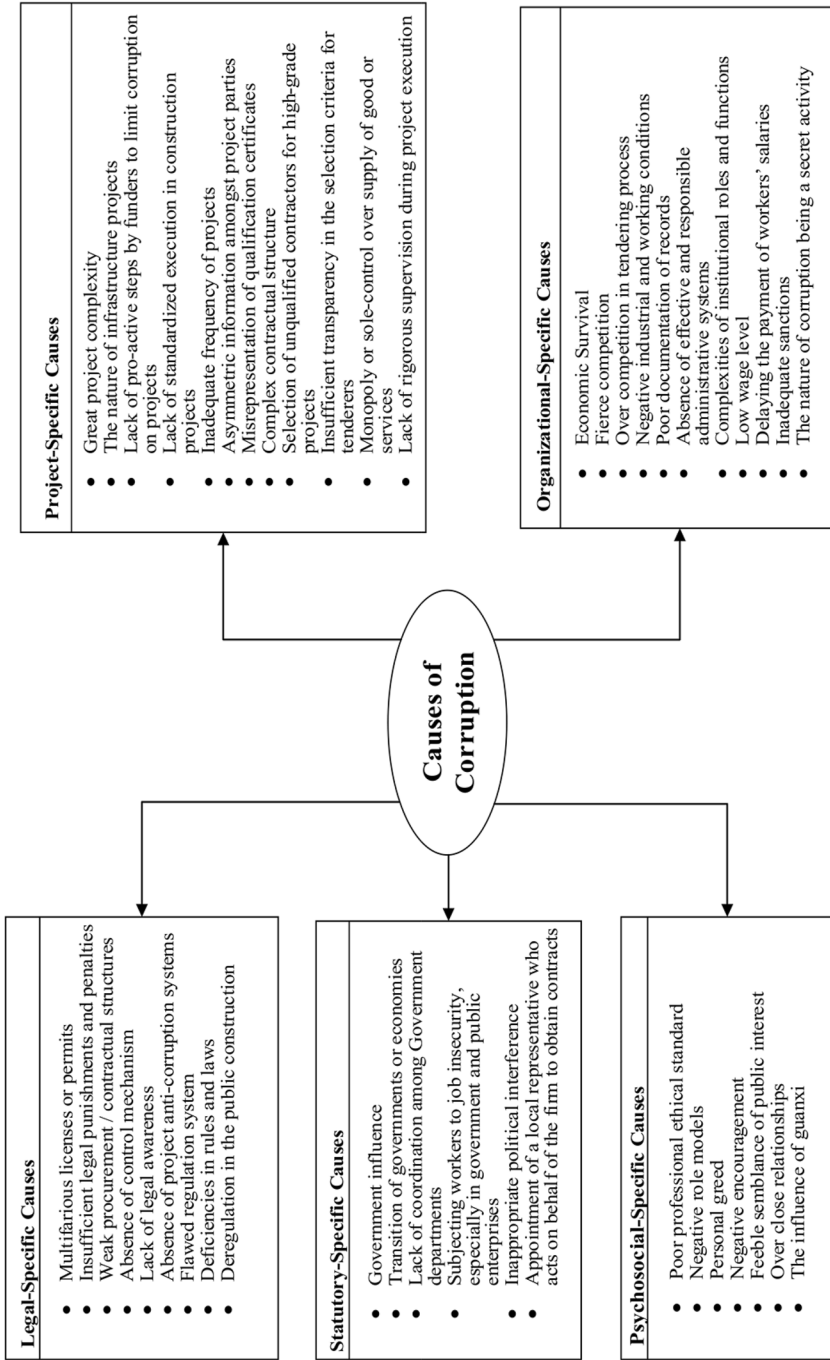 Legal-Specific Causes
• Multifarious licenses or permits
• Insufficient legal punishments and penalties
• Weak procurement / contractual structures
• Absence of control mechanism
• Lack of legal awareness
• Absence of project anti-corruption systems
• Flawed regulation system
• Deficiencies in rules and laws
• Deregulation in the public construction
Statutory-Specific Causes
• Government influence
• Transition of governments or economies
• Lack of coordination among Government
departments
• Subjecting workers to job insecurity,
especially in government and public
enterprises
• Inappropriate political interference
• Appointment of a local representative who
acts on behalf of the firm to obtain contracts
Psychosocial-Specific Causes
• Poor professional ethical standard
• Negative role models
• Personal greed
• Negative encouragement
• Feeble semblance of public interest
• Over close relationships
• The influence of guanxi
Causes of
Corruption
Project-Specific Causes
• Great project complexity
• The nature of infrastructure projects
• Lack of pro-active steps by funders to limit corruption
on projects
• Lack of standardized execution in construction
projects
• Inadequate frequency of projects
• Asymmetric information amongst project parties
• Misrepresentation of qualification certificates
• Complex contractual structure
• Selection of unqualified contractors for high-grade
projects
• Insufficient transparency in the selection criteria for
tenderers
• Monopoly or sole-control over supply of good or
services
• Lack of rigorous supervision during project execution
Organizational-Specific Causes
• Economic Survival
• Fierce competition
• Over competition in tendering process
• Negative industrial and working conditions
• Poor documentation of records
• Absence of effective and responsible
administrative systems
• Complexities of institutional roles and functions
• Low wage level
• Delaying the payment of workers’ salaries
• Inadequate sanctions
• The nature of corruption being a secret activity